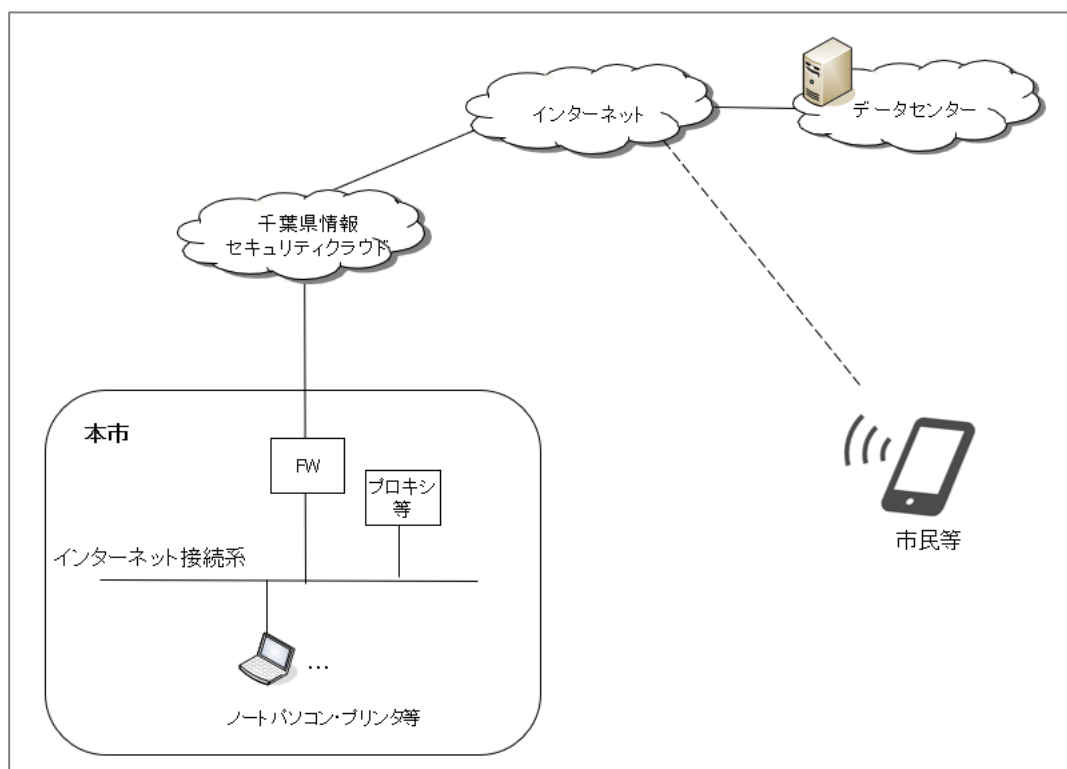 インターネット
データセンター
千葉県情報
セキュリティクラウド
本市
FW
プロキシ
等
インターネット接続系
…
ノートパソコン・プリンタ等
市民等